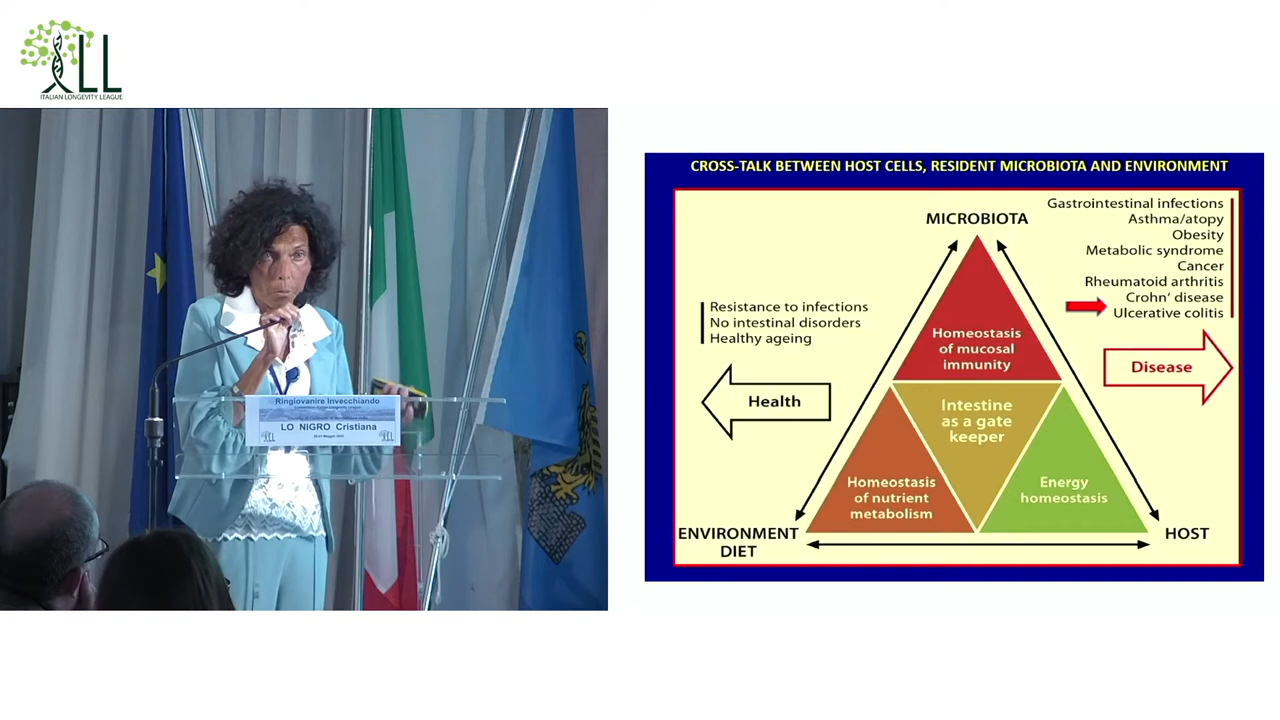 LL
ITALIAN LONGEVITY LEAGUE
Ringiovanire Invecchiando
LO NIGRO Cristiana
CROSS-TALK BETWEEN HOST CELLS, RESIDENT MICROBIOTA AND ENVIRONMENT
MICROBIOTA
Gastrointestinal infections
Asthma/atopy
Obesity
Metabolic syndrome
Cancer
Rheumatoid arthritis
Crohn' disease
Ulcerative colitis
Resistance to infections
No intestinal disorders
Healthy ageing
Homeostasis
of mucosal
immunity
Disease
Health
Intestine
as a gate
keeper
Homeostasis
of nutrient
metabolism
Energy
homeostasis
ENVIRONMENT
DIET
HOST